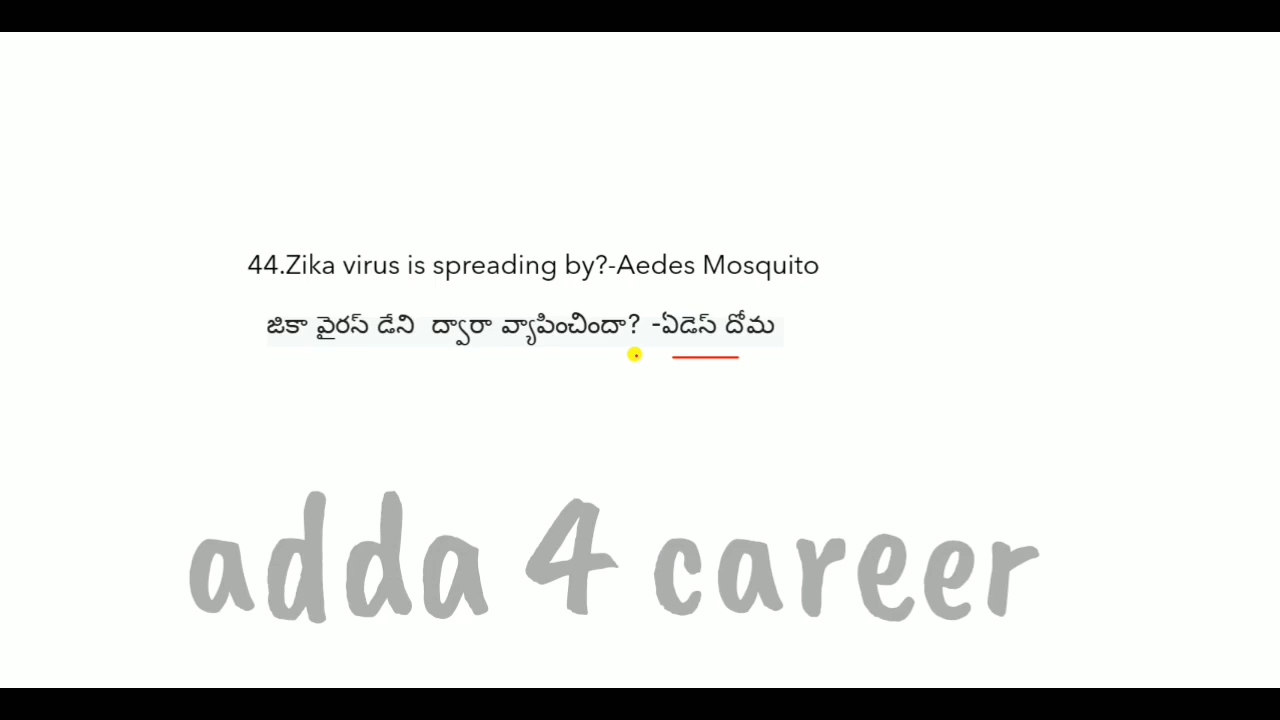 44.Zika virus is spreading by?-Aedes Mosquito
జికా వైరస్ డేని  ద్వారా వ్యాపించిందా? -ఏడెస్ దోమ
adda 4 career